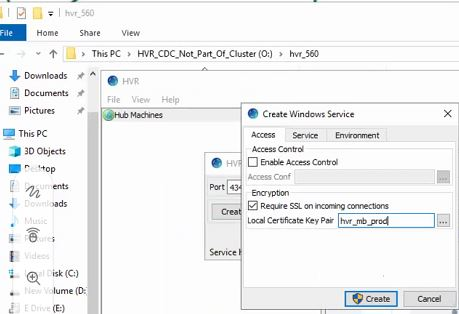 hvr_560
File
Home
Share
View
This PC > HVR_CDC_Not_Part_Of_Cluster (O:) > hvr_560
Downloads
Documents
Pictures
This PC
3D Objects
Desktop
Documents
Downloads
Music
Pictures
Videos
Local Disk (C:)
New Volume (D:
E Drive (E:)
HVR
File View Help
Hub Machines
HVR
Port 434
Creat
Service H
Create Windows Service
Access Service Environment
Access Control
Enable Access Control
Access Conf
...
Encryption
Require SSL on incoming connections
Local Certificate Key Pair hvr_mb_prod
...
Create Cancel